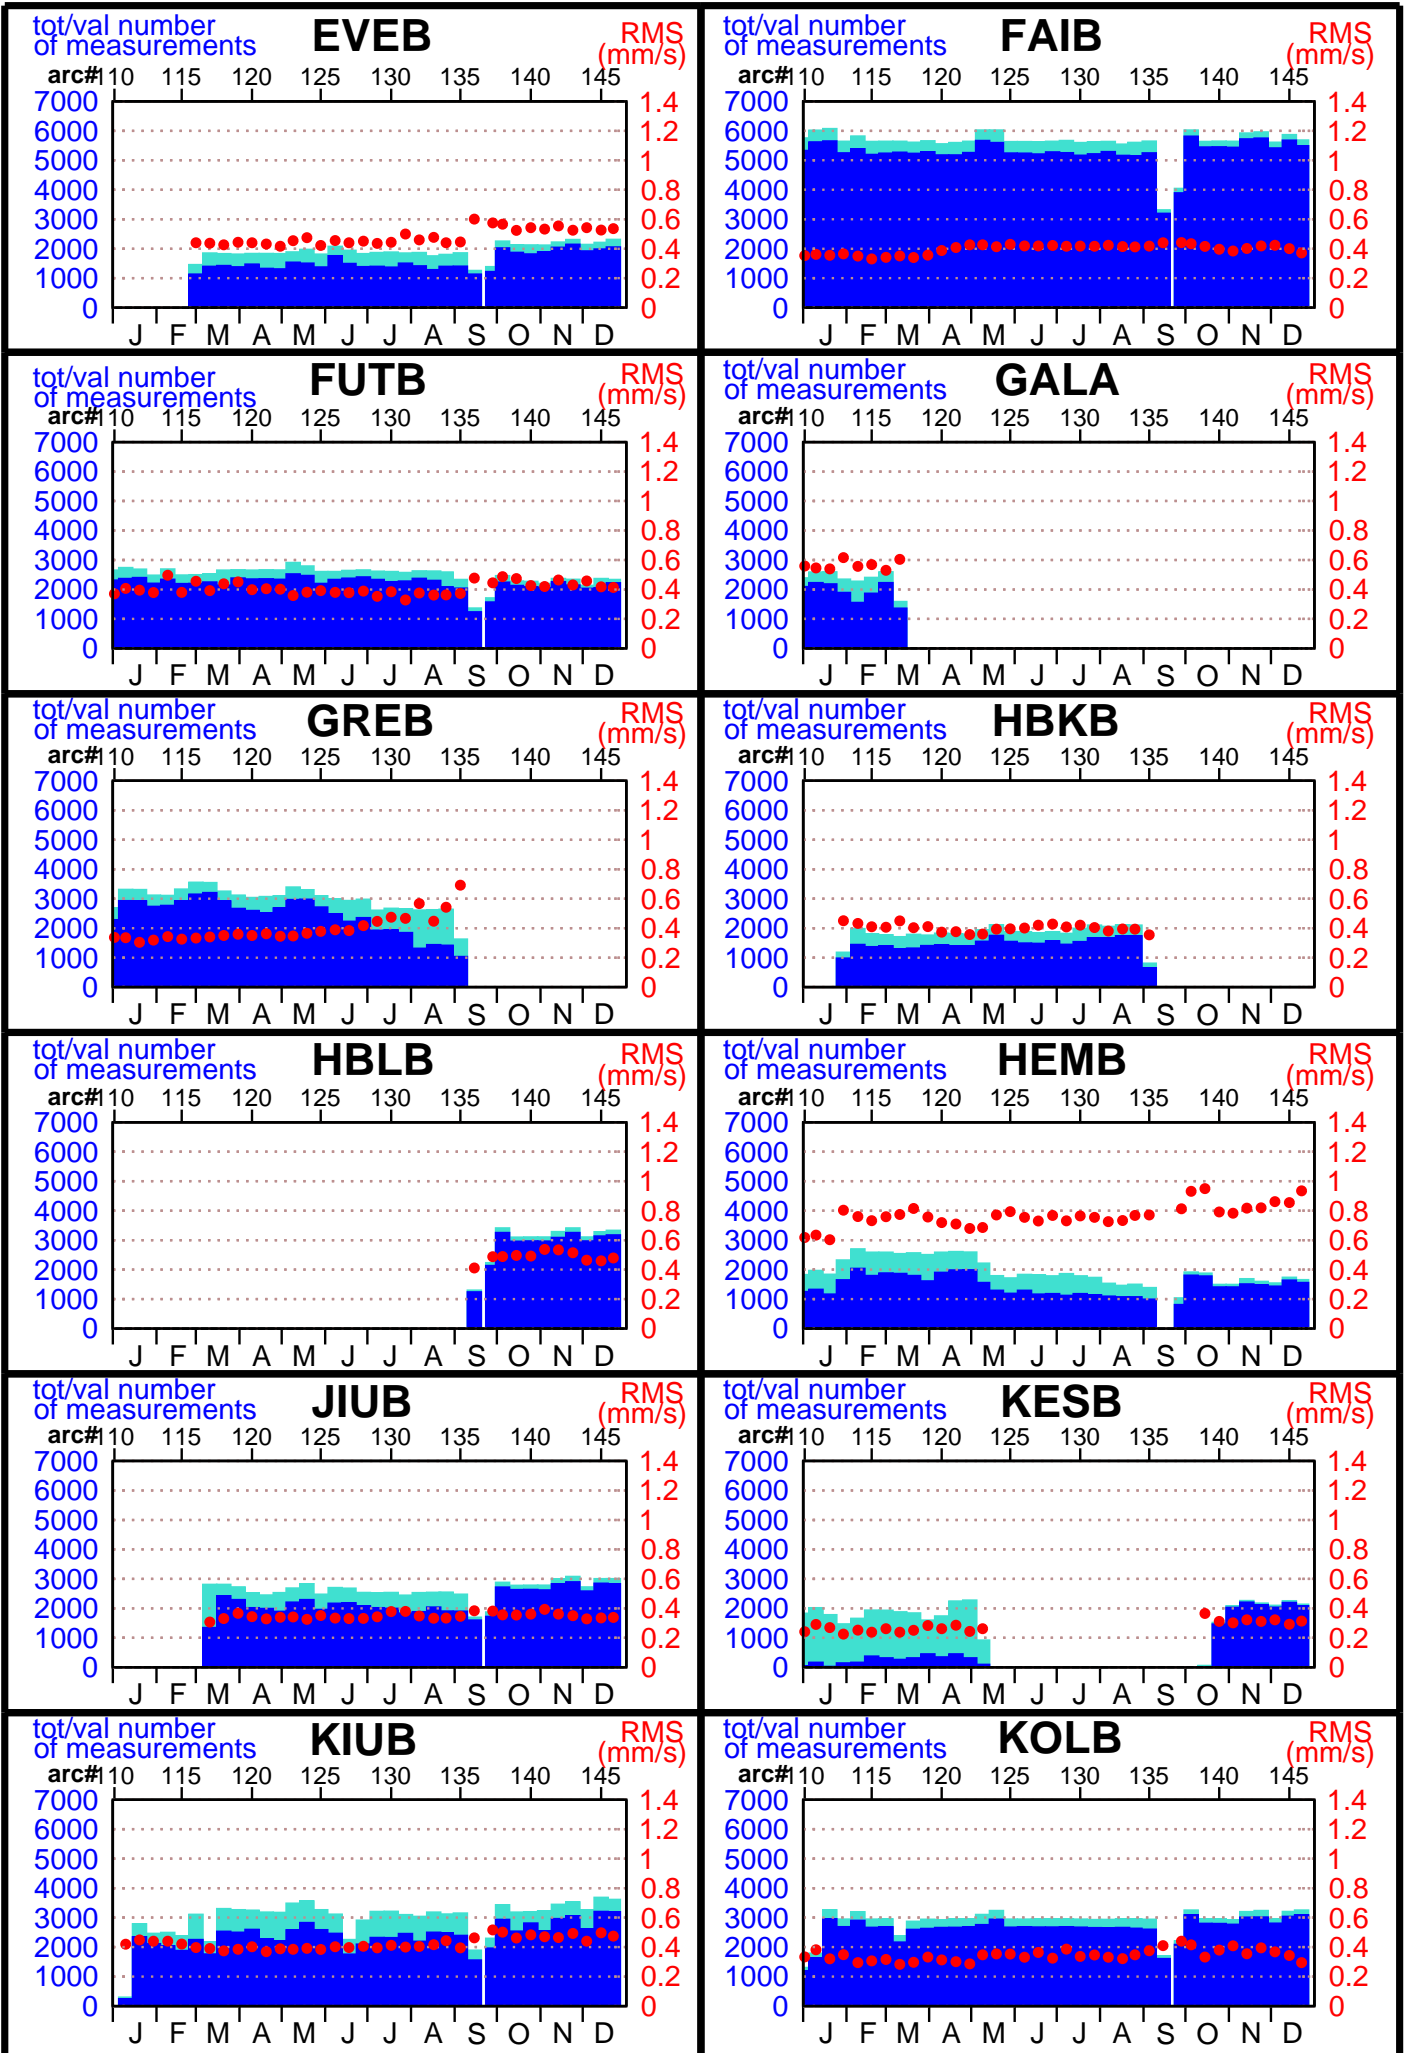 tot/val number EVEB RMS
of measurements (mm/s)
arc# 110 115 120 125 130 135 140 145
7000 1.4
6000 1.2
5000 1
4000 0.8
3000 0.6
2000 0.4
1000 0.2
0 0
J F M A M J J A S O N D
tot/val number FAIB RMS
of measurements (mm/s)
arc# 110 115 120 125 130 135 140 145
7000 1.4
6000 1.2
5000 1
4000 0.8
3000 0.6
2000 0.4
1000 0.2
0 0
J F M A M J J A S O N D
tot/val number FUTB RMS
of measurements (mm/s)
arc# 110 115 120 125 130 135 140 145
7000 1.4
6000 1.2
5000 1
4000 0.8
3000 0.6
2000 0.4
1000 0.2
0 0
J F M A M J J A S O N D
tot/val number GALA RMS
of measurements (mm/s)
arc# 110 115 120 125 130 135 140 145
7000 1.4
6000 1.2
5000 1
4000 0.8
3000 0.6
2000 0.4
1000 0.2
0 0
J F M A M J J A S O N D
tot/val number GREB RMS
of measurements (mm/s)
arc# 110 115 120 125 130 135 140 145
7000 1.4
6000 1.2
5000 1
4000 0.8
3000 0.6
2000 0.4
1000 0.2
0 0
J F M A M J J A S O N D
tot/val number HBKB RMS
of measurements (mm/s)
arc# 110 115 120 125 130 135 140 145
7000 1.4
6000 1.2
5000 1
4000 0.8
3000 0.6
2000 0.4
1000 0.2
0 0
J F M A M J J A S O N D
tot/val number HBLB RMS
of measurements (mm/s)
arc# 110 115 120 125 130 135 140 145
7000 1.4
6000 1.2
5000 1
4000 0.8
3000 0.6
2000 0.4
1000 0.2
0 0
J F M A M J J A S O N D
tot/val number HEMB RMS
of measurements (mm/s)
arc# 110 115 120 125 130 135 140 145
7000 1.4
6000 1.2
5000 1
4000 0.8
3000 0.6
2000 0.4
1000 0.2
0 0
J F M A M J J A S O N D
tot/val number JIUB RMS
of measurements (mm/s)
arc# 110 115 120 125 130 135 140 145
7000 1.4
6000 1.2
5000 1
4000 0.8
3000 0.6
2000 0.4
1000 0.2
0 0
J F M A M J J A S O N D
tot/val number KESB RMS
of measurements (mm/s)
arc# 110 115 120 125 130 135 140 145
7000 1.4
6000 1.2
5000 1
4000 0.8
3000 0.6
2000 0.4
1000 0.2
0 0
J F M A M J J A S O N D
tot/val number KIUB RMS
of measurements (mm/s)
arc# 110 115 120 125 130 135 140 145
7000 1.4
6000 1.2
5000 1
4000 0.8
3000 0.6
2000 0.4
1000 0.2
0 0
J F M A M J J A S O N D
tot/val number KOLB RMS
of measurements (mm/s)
arc# 110 115 120 125 130 135 140 145
7000 1.4
6000 1.2
5000 1
4000 0.8
3000 0.6
2000 0.4
1000 0.2
0 0
J F M A M J J A S O N D